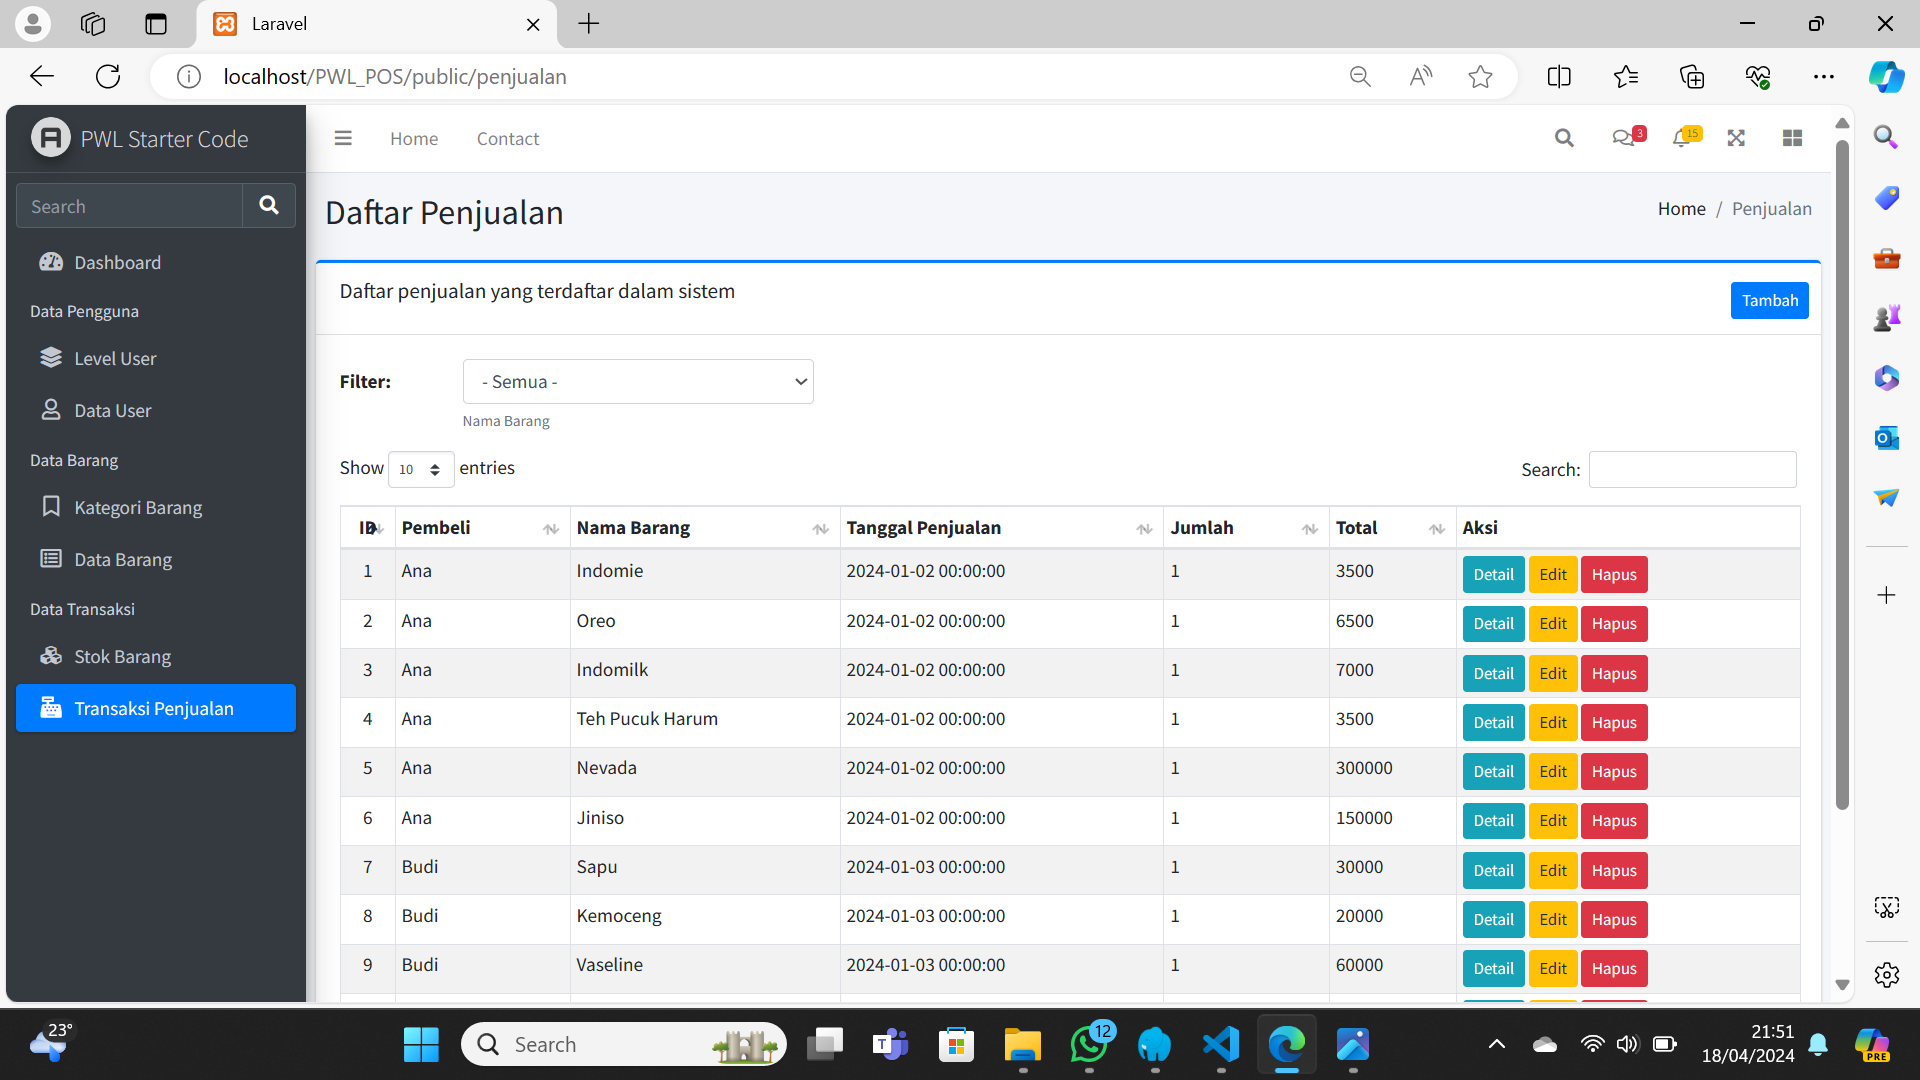 Laravel
localhost/PWL_POS/public/penjualan
PWL Starter Code
Home Contact 3 15
Search
Daftar Penjualan
Home / Penjualan
Dashboard
Data Pengguna
Level User
Data User
Data Barang
Kategori Barang
Data Barang
Data Transaksi
Stok Barang
Transaksi Penjualan
Daftar penjualan yang terdaftar dalam sistem
Tambah
Filter: - Semua -
Nama Barang
Show 10 entries
Search:
ID Pembeli Nama Barang Tanggal Penjualan Jumlah Total Aksi
1 Ana Indomie 2024-01-02 00:00:00 1 3500 Detail Edit Hapus
2 Ana Oreo 2024-01-02 00:00:00 1 6500 Detail Edit Hapus
3 Ana Indomilk 2024-01-02 00:00:00 1 7000 Detail Edit Hapus
4 Ana Teh Pucuk Harum 2024-01-02 00:00:00 1 3500 Detail Edit Hapus
5 Ana Nevada 2024-01-02 00:00:00 1 300000 Detail Edit Hapus
6 Ana Jiniso 2024-01-02 00:00:00 1 150000 Detail Edit Hapus
7 Budi Sapu 2024-01-03 00:00:00 1 30000 Detail Edit Hapus
8 Budi Kemoceng 2024-01-03 00:00:00 1 20000 Detail Edit Hapus
9 Budi Vaseline 2024-01-03 00:00:00 1 60000 Detail Edit Hapus
23°
Search
12
21:51
18/04/2024
PRE